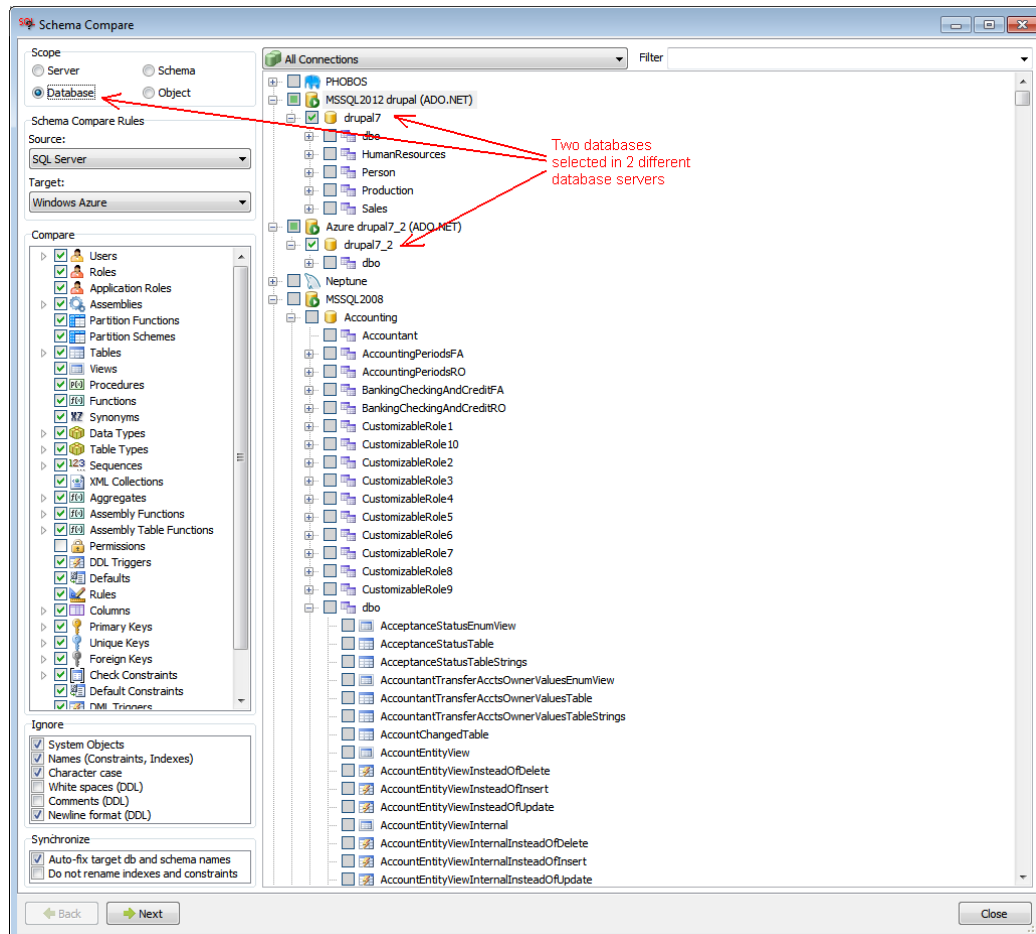 Schema Compare
Scope
Server
Schema
Database
Object
Schema Compare Rules
Source:
SQL Server
Target:
Windows Azure
Compare
Users
Roles
Application Roles
Assemblies
Partition Functions
Partition Schemes
Tables
Views
Procedures
Functions
Synonyms
Data Types
Table Types
Sequences
XML Collections
Aggregates
Assembly Functions
Assembly Table Functions
Permissions
DDL Triggers
Defaults
Rules
Columns
Primary Keys
Unique Keys
Foreign Keys
Check Constraints
Default Constraints
DML Triggers
Ignore
System Objects
Names (Constraints, Indexes)
Character case
White spaces (DDL)
Comments (DDL)
Newline format (DDL)
Synchronize
Auto-fix target db and schema names
Do not rename indexes and constraints
All Connections
Filter
PHOBOS
MSSQL2012 drupal (ADO.NET)
drupal7
dbo
HumanResources
Person
Production
Sales
Azure drupal7_2 (ADO.NET)
drupal7_2
dbo
Neptune
MSSQL2008
Accounting
Accountant
AccountingPeriodsFA
AccountingPeriodsRO
BankingCheckingAndCreditFA
BankingCheckingAndCreditRO
CustomizableRole1
CustomizableRole10
CustomizableRole2
CustomizableRole3
CustomizableRole4
CustomizableRole5
CustomizableRole6
CustomizableRole7
CustomizableRole8
CustomizableRole9
dbo
AcceptanceStatusEnumView
AcceptanceStatusTable
AcceptanceStatusTableStrings
AccountantTransferAcctsOwnerValuesEnumView
AccountantTransferAcctsOwnerValuesTable
AccountantTransferAcctsOwnerValuesTableStrings
AccountChangedTable
AccountEntityView
AccountEntityViewInsteadOfDelete
AccountEntityViewInsteadOfInsert
AccountEntityViewInsteadOfUpdate
AccountEntityViewInternal
AccountEntityViewInternalInsteadOfDelete
AccountEntityViewInternalInsteadOfInsert
AccountEntityViewInternalInsteadOfUpdate
Two databases
selected in 2 different
database servers
Back
Next
Close